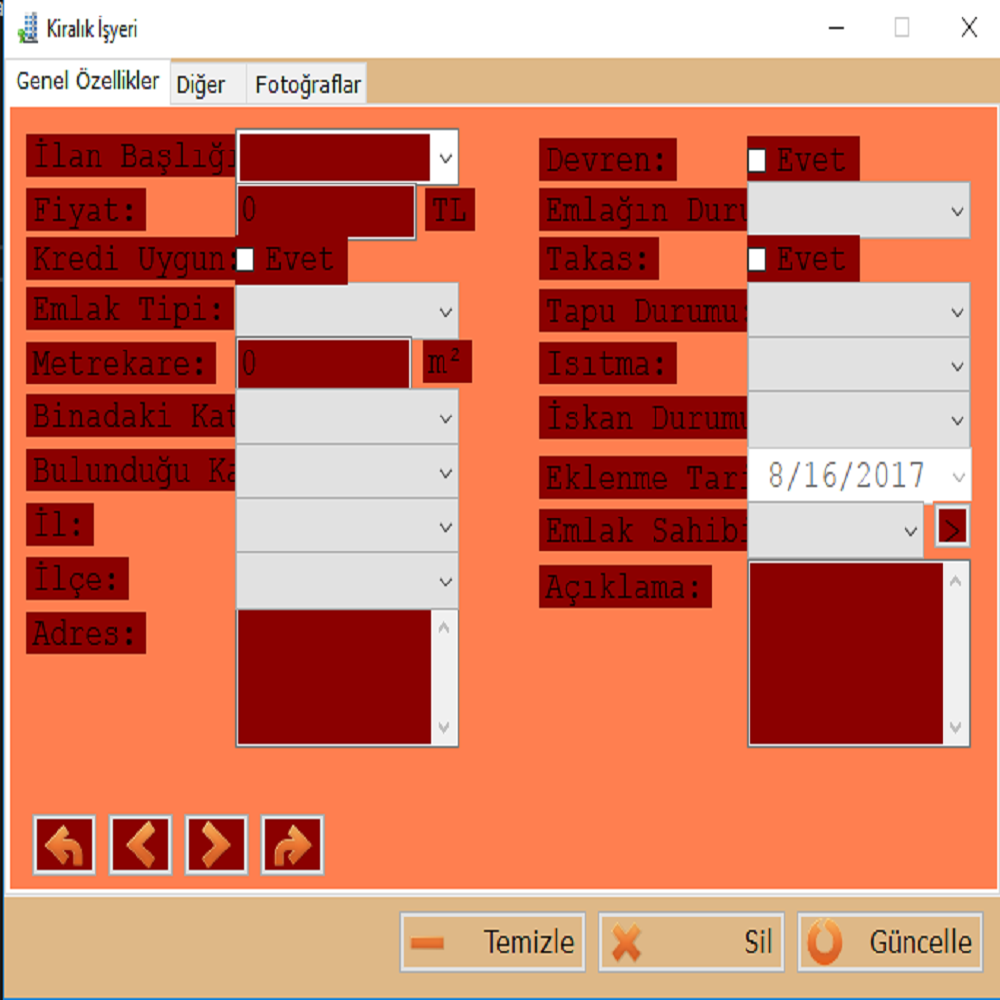 Kiralık İşyeri
Genel Özellikler Diğer Fotoğraflar
İlan Başlığı
Fiyat: 0 TL
Kredi Uygun: Evet
Emlak Tipi:
Metrekare: 0 m²
Binadaki Kat
Bulunduğu Ka
İl:
İlçe:
Adres:
Devren: Evet
Emlağın Duru
Takas: Evet
Tapu Durumu:
Isıtma:
İskan Durumu
Eklenme Tari 8/16/2017
Emlak Sahibi >
Açıklama:
Temizle Sil Güncelle